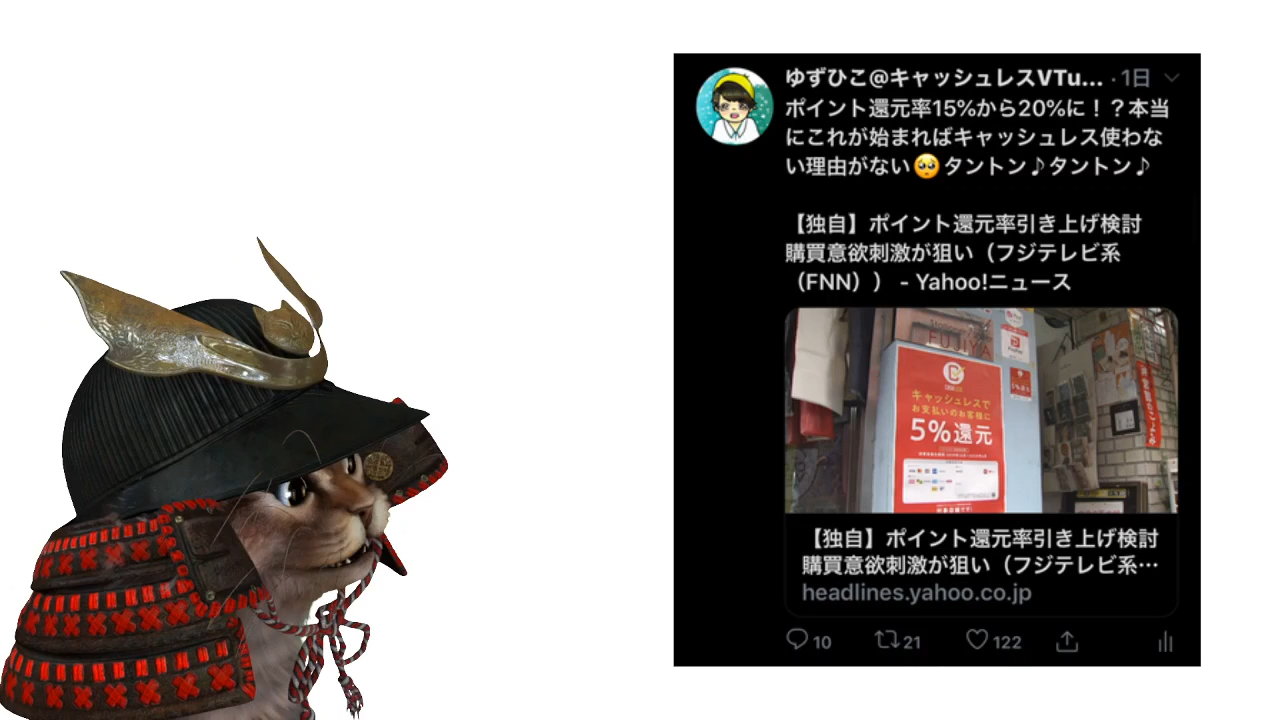 ゆずひこ@キャッシュレスVTu... · 1日
ポイント還元率15%から20%に！？本当
にこれが始まればキャッシュレス使わな
い理由がない🥺タントン♪タントン♪
【独自】ポイント還元率引き上げ検討
購買意欲刺激が狙い（フジテレビ系
（FNN）） - Yahoo!ニュース
FUJIYA
キャッシュレスで
お支払いのお客様に
5%還元
【独自】ポイント還元率引き上げ検討
購買意欲刺激が狙い（フジテレビ系…
headlines.yahoo.co.jp
10 21 122